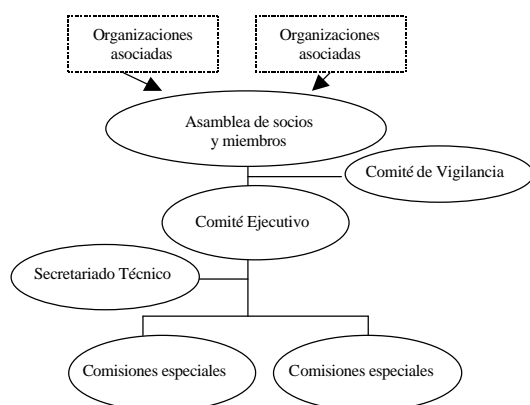 Organizaciones
asociadas
Organizaciones
asociadas
Asamblea de socios
y miembros
Comité de Vigilancia
Comité Ejecutivo
Secretariado Técnico
Comisiones especiales
Comisiones especiales